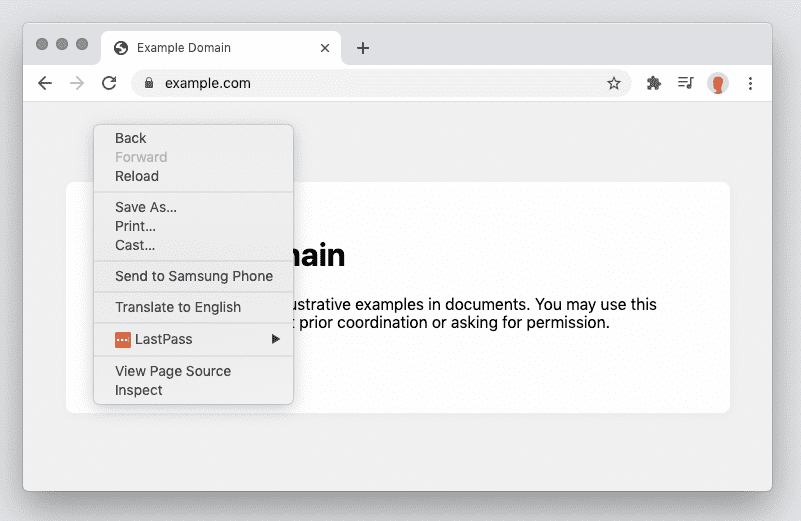 Example Domain
example.com
Back
Forward
Reload
Save As...
Print...
Cast...
Send to Samsung Phone
Translate to English
LastPass
View Page Source
Inspect
ain
ustrative examples in documents. You may use this
prior coordination or asking for permission.